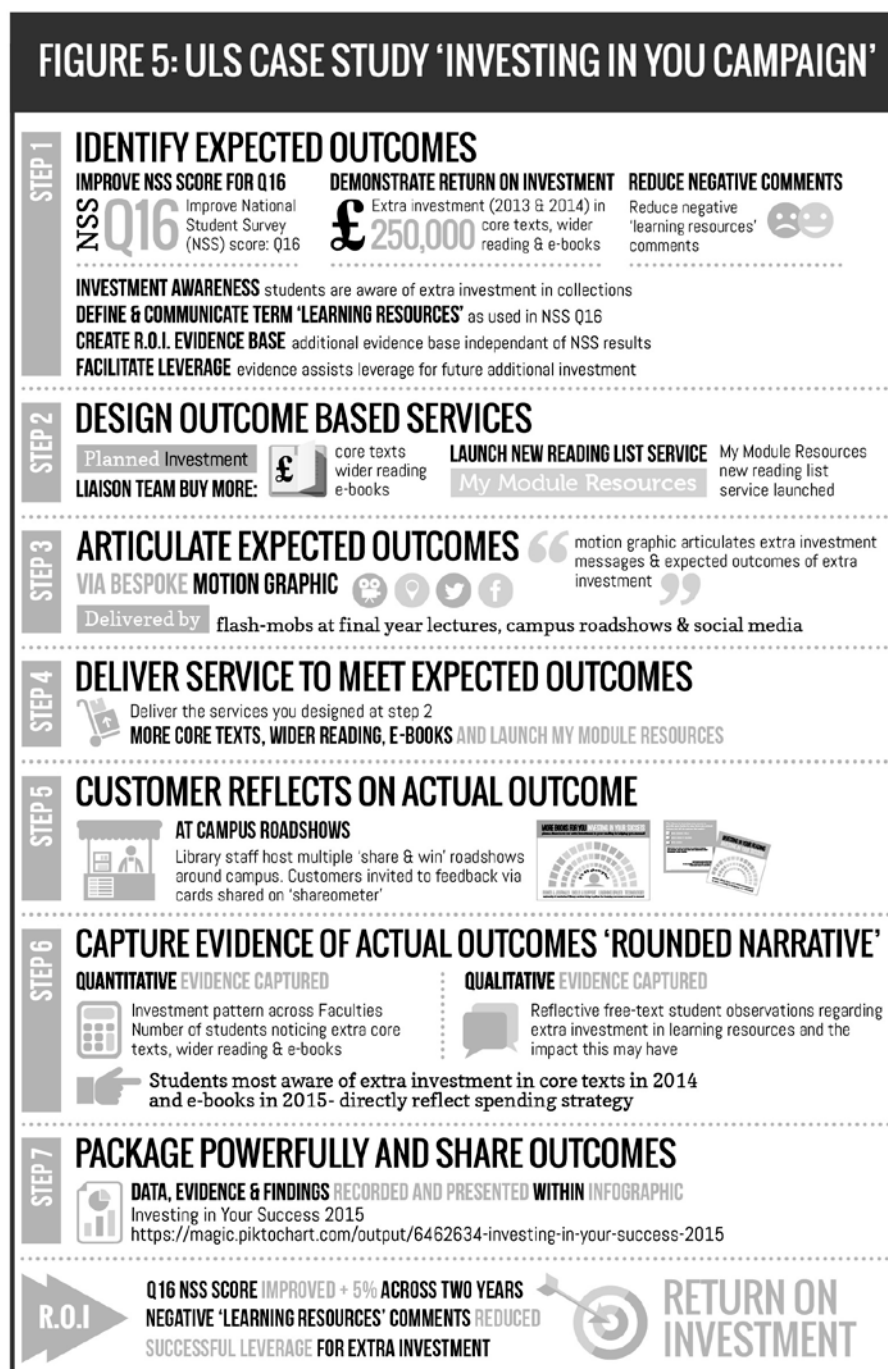 FIGURE 5: ULS CASE STUDY ‘INVESTING IN YOU CAMPAIGN’
STEP 1
IDENTIFY EXPECTED OUTCOMES
IMPROVE NSS SCORE FOR Q16
NSS
Q16
Improve National
Student Survey
(NSS) score: Q16
DEMONSTRATE RETURN ON INVESTMENT
£
250,000
Extra investment (2013 & 2014) in
core texts, wider
reading & e-books
REDUCE NEGATIVE COMMENTS
Reduce negative
‘learning resources’
comments
INVESTMENT AWARENESS students are aware of extra investment in collections
DEFINE & COMMUNICATE TERM ‘LEARNING RESOURCES’ as used in NSS Q16
CREATE R.O.I. EVIDENCE BASE additional evidence base independant of NSS results
FACILITATE LEVERAGE evidence assists leverage for future additional investment
STEP 2
DESIGN OUTCOME BASED SERVICES
Planned Investment
LIAISON TEAM BUY MORE:
£
core texts
wider reading
e-books
LAUNCH NEW READING LIST SERVICE
My Module Resources
My Module Resources
new reading list
service launched
STEP 3
ARTICULATE EXPECTED OUTCOMES
VIA BESPOKE MOTION GRAPHIC
“ motion graphic articulates extra investment
messages & expected outcomes of extra
investment ”
Delivered by flash-mobs at final year lectures, campus roadshows & social media
STEP 4
DELIVER SERVICE TO MEET EXPECTED OUTCOMES
Deliver the services you designed at step 2
MORE CORE TEXTS, WIDER READING, E-BOOKS AND LAUNCH MY MODULE RESOURCES
STEP 5
CUSTOMER REFLECTS ON ACTUAL OUTCOME
AT CAMPUS ROADSHOWS
Library staff host multiple ‘share & win’ roadshows
around campus. Customers invited to feedback via
cards shared on ‘shareometer’
MORE BOOKS FOR YOU INVESTING IN YOUR SUCCESS
STEP 6
CAPTURE EVIDENCE OF ACTUAL OUTCOMES ‘ROUNDED NARRATIVE’
QUANTITATIVE EVIDENCE CAPTURED
Investment pattern across Faculties
Number of students noticing extra core
texts, wider reading & e-books
QUALITATIVE EVIDENCE CAPTURED
Reflective free-text student observations regarding
extra investment in learning resources and the
impact this may have
Students most aware of extra investment in core texts in 2014
and e-books in 2015- directly reflect spending strategy
STEP 7
PACKAGE POWERFULLY AND SHARE OUTCOMES
DATA, EVIDENCE & FINDINGS RECORDED AND PRESENTED WITHIN INFOGRAPHIC
Investing in Your Success 2015
https://magic.piktochart.com/output/6462634-investing-in-your-success-2015
R.O.I
Q16 NSS SCORE IMPROVED + 5% ACROSS TWO YEARS
NEGATIVE ‘LEARNING RESOURCES’ COMMENTS REDUCED
SUCCESSFUL LEVERAGE FOR EXTRA INVESTMENT
RETURN ON
INVESTMENT